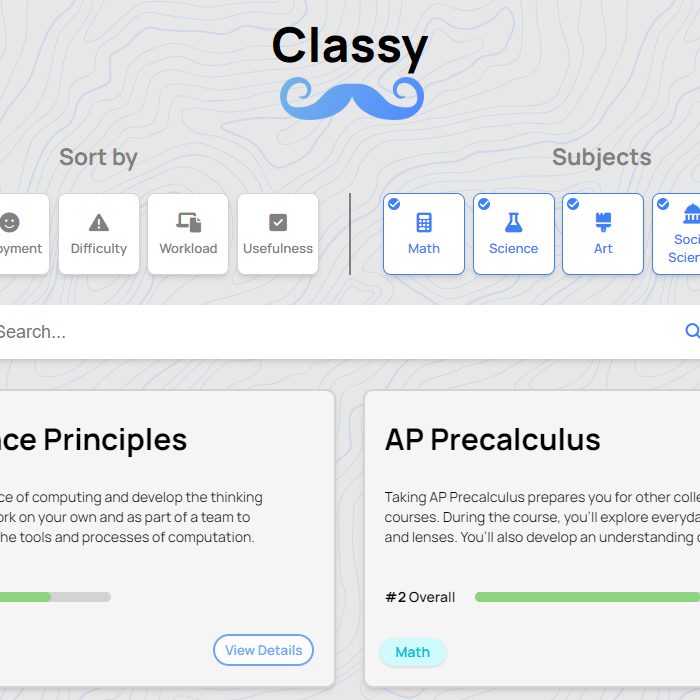 Classy
Sort by
Subjects
oyment
Difficulty
Workload
Usefulness
Math
Science
Art
Soci
Scien
Search...
ce Principles
AP Precalculus
ce of computing and develop the thinking
ork on your own and as part of a team to
he tools and processes of computation.
Taking AP Precalculus prepares you for other colle
courses. During the course, you'll explore everyda
and lenses. You'll also develop an understanding
#2 Overall
View Details
Math